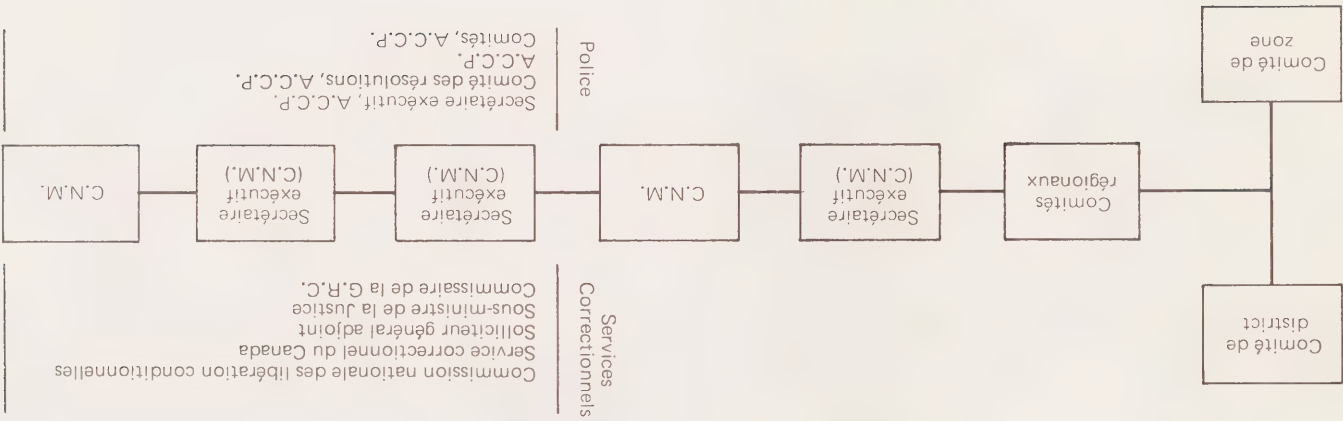 Comité de
district
Services
Correctionnels
Commission nationale des libération conditionnelles
Service correctionnel du Canada
Solliciteur général adjoint
Sous-ministre de la Justice
Commissaire de la G.R.C.
Comités
régionaux
Secrétaire
exécutif
(C.N.M.)
C.N.M.
Secrétaire
exécutif
(C.N.M.)
Secrétaire
exécutif
(C.N.M.)
C.N.M.
Comité de
zone
Police
Secrétaire exécutif, A.C.C.P.
Comité des résolutions, A.C.C.P.
A.C.C.P.
Comités, A.C.C.P.